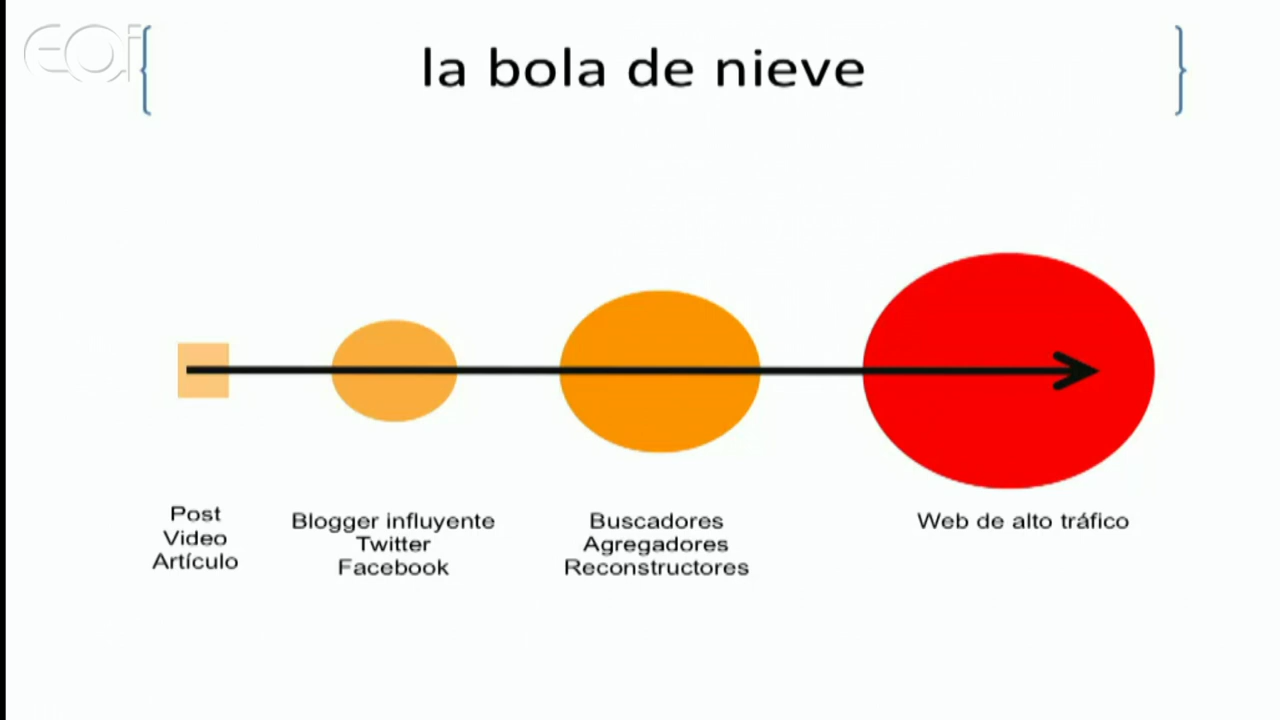 eoi
la bola de nieve
Post
Video
Artículo
Blogger influyente
Twitter
Facebook
Buscadores
Agregadores
Reconstructores
Web de alto tráfico